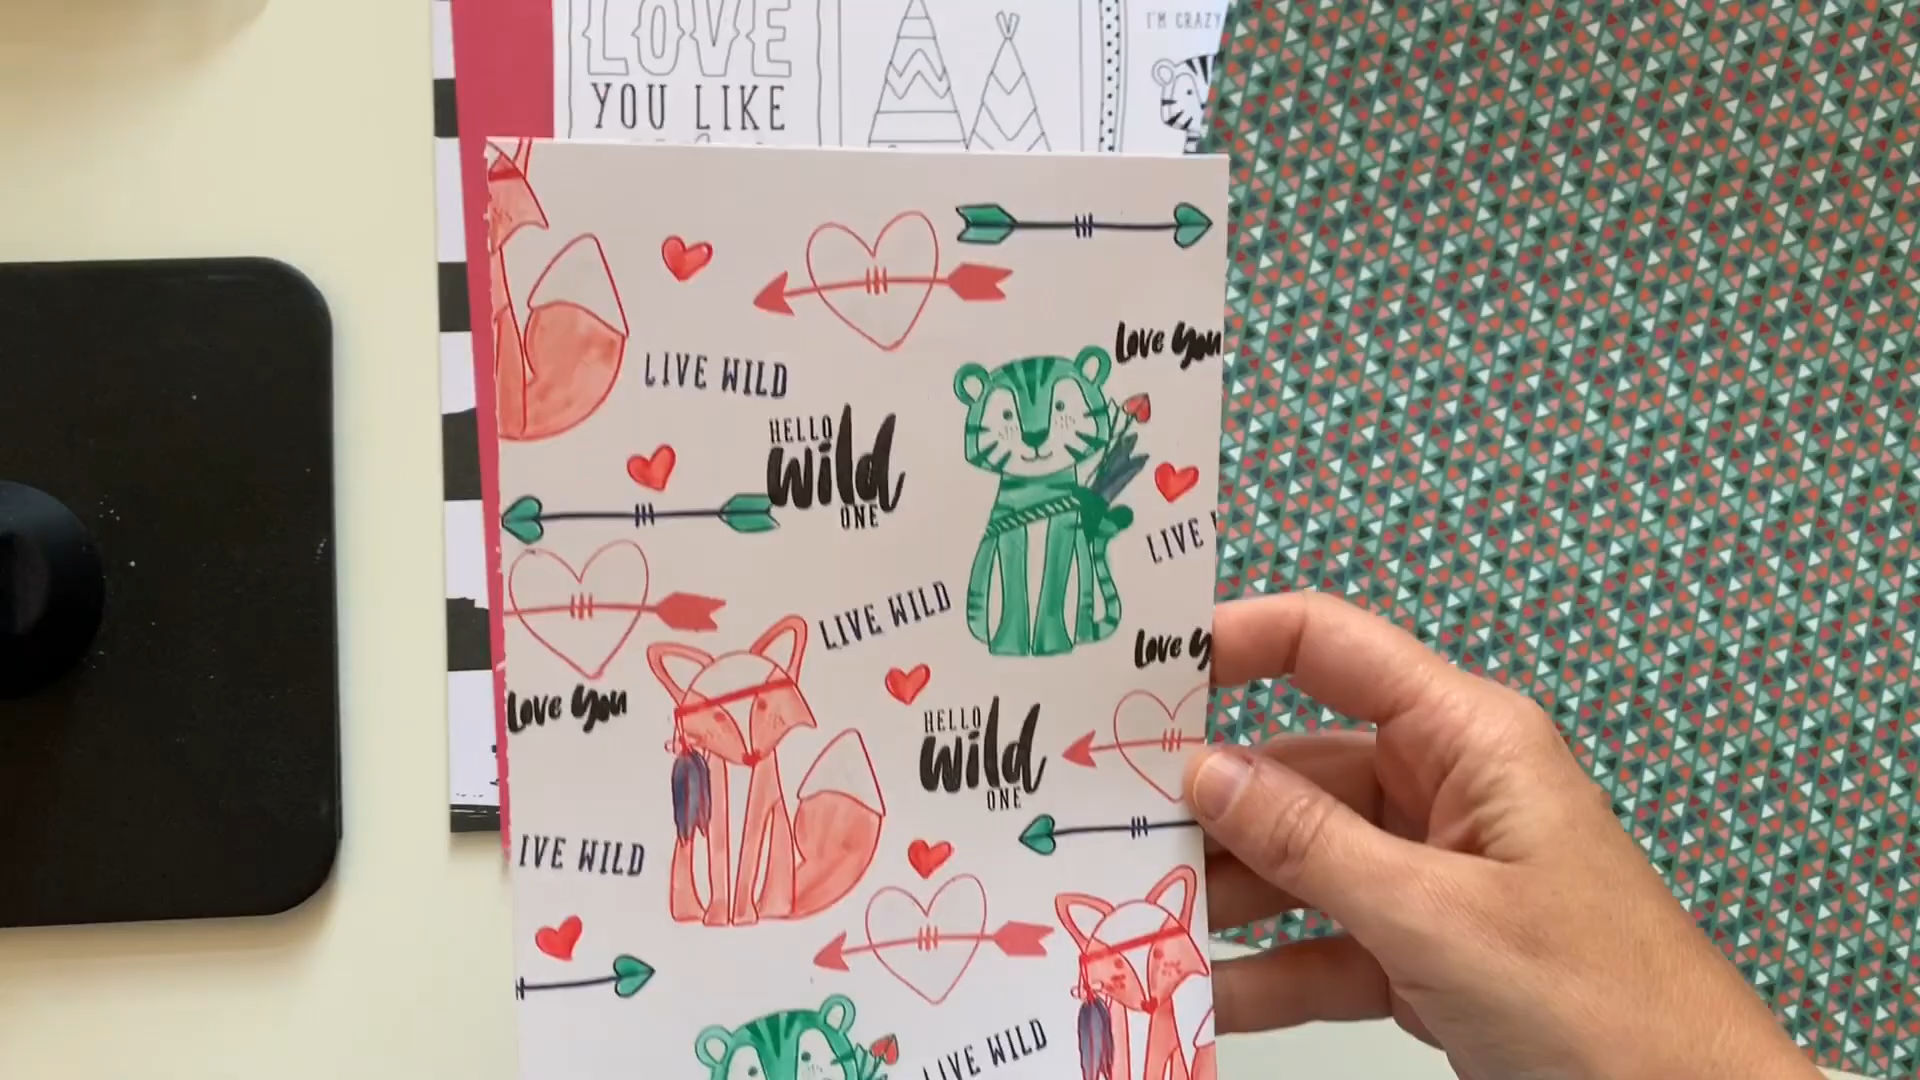 LOVE
YOU LIKE
I'M CRAZY
Love you
LIVE WILD
HELLO
wild
ONE
LIVE
LIVE WILD
Love y
Love you
HELLO
wild
ONE
IVE WILD
LIVE WILD